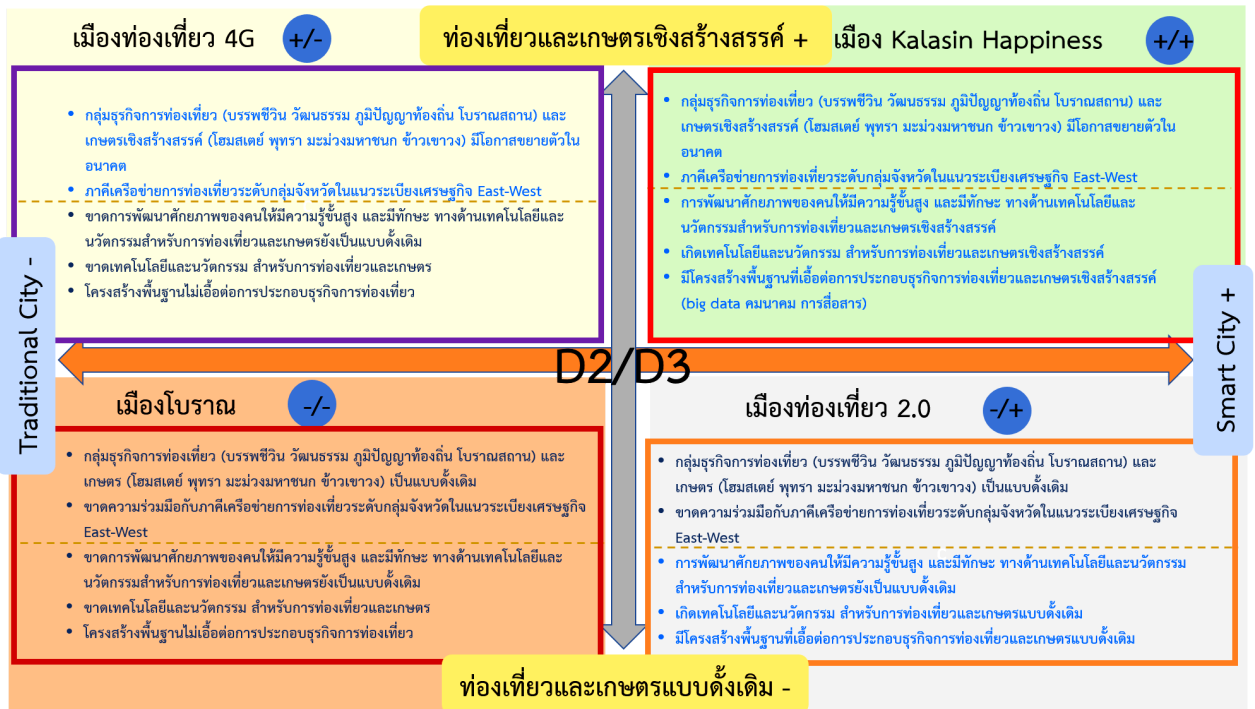 ท่องเที่ยวและเกษตรเชิงสร้างสรรค์ +
เมืองท่องเที่ยว 4G
+/-
กลุ่มธุรกิจการท่องเที่ยว (บรรพชีวิน วัฒนธรรม ภูมิปัญญาท้องถิ่น โบราณสถาน) และ
เกษตรเชิงสร้างสรรค์ (โฮมสเตย์ พุทรา มะม่วงมหาชนก ข้าวเขาวง) มีโอกาสขยายตัวใน
อนาคต
ภาคีเครือข่ายการท่องเที่ยวระดับกลุ่มจังหวัดในแนวระเบียงเศรษฐกิจ East-West
ขาดการพัฒนาศักยภาพของคนให้มีความรู้ขั้นสูง และมีทักษะ ทางด้านเทคโนโลยีและ
นวัตกรรมสำหรับการท่องเที่ยวและเกษตรยังเป็นแบบดั้งเดิม
ขาดเทคโนโลยีและนวัตกรรม สำหรับการท่องเที่ยวและเกษตร
โครงสร้างพื้นฐานไม่เอื้อต่อการประกอบธุรกิจการท่องเที่ยว
เมือง Kalasin Happiness
+/+
กลุ่มธุรกิจการท่องเที่ยว (บรรพชีวิน วัฒนธรรม ภูมิปัญญาท้องถิ่น โบราณสถาน) และ
เกษตรเชิงสร้างสรรค์ (โฮมสเตย์ พุทรา มะม่วงมหาชนก ข้าวเขาวง) มีโอกาสขยายตัวใน
อนาคต
ภาคีเครือข่ายการท่องเที่ยวระดับกลุ่มจังหวัดในแนวระเบียงเศรษฐกิจ East-West
การพัฒนาศักยภาพของคนให้มีความรู้ขั้นสูง และมีทักษะ ทางด้านเทคโนโลยีและ
นวัตกรรมสำหรับการท่องเที่ยวและเกษตรเชิงสร้างสรรค์
เกิดเทคโนโลยีและนวัตกรรม สำหรับการท่องเที่ยวและเกษตรเชิงสร้างสรรค์
มีโครงสร้างพื้นฐานที่เอื้อต่อการประกอบธุรกิจการท่องเที่ยวและเกษตรเชิงสร้างสรรค์
(big data คมนาคม การสื่อสาร)
Traditional City -
D2/D3
Smart City +
เมืองโบราณ
-/-
กลุ่มธุรกิจการท่องเที่ยว (บรรพชีวิน วัฒนธรรม ภูมิปัญญาท้องถิ่น โบราณสถาน) และ
เกษตร (โฮมสเตย์ พุทรา มะม่วงมหาชนก ข้าวเขาวง) เป็นแบบดั้งเดิม
ขาดความร่วมมือกับภาคีเครือข่ายการท่องเที่ยวระดับกลุ่มจังหวัดในแนวระเบียงเศรษฐกิจ
East-West
ขาดการพัฒนาศักยภาพของคนให้มีความรู้ขั้นสูง และมีทักษะ ทางด้านเทคโนโลยีและ
นวัตกรรมสำหรับการท่องเที่ยวและเกษตรยังเป็นแบบดั้งเดิม
ขาดเทคโนโลยีและนวัตกรรม สำหรับการท่องเที่ยวและเกษตร
โครงสร้างพื้นฐานไม่เอื้อต่อการประกอบธุรกิจการท่องเที่ยว
เมืองท่องเที่ยว 2.0
-/+
กลุ่มธุรกิจการท่องเที่ยว (บรรพชีวิน วัฒนธรรม ภูมิปัญญาท้องถิ่น โบราณสถาน) และ
เกษตร (โฮมสเตย์ พุทรา มะม่วงมหาชนก ข้าวเขาวง) เป็นแบบดั้งเดิม
ขาดความร่วมมือกับภาคีเครือข่ายการท่องเที่ยวระดับกลุ่มจังหวัดในแนวระเบียงเศรษฐกิจ
East-West
การพัฒนาศักยภาพของคนให้มีความรู้ขั้นสูง และมีทักษะ ทางด้านเทคโนโลยีและนวัตกรรม
สำหรับการท่องเที่ยวและเกษตรยังเป็นแบบดั้งเดิม
เกิดเทคโนโลยีและนวัตกรรม สำหรับการท่องเที่ยวและเกษตรแบบดั้งเดิม
มีโครงสร้างพื้นฐานที่เอื้อต่อการประกอบธุรกิจการท่องเที่ยวและเกษตรแบบดั้งเดิม
ท่องเที่ยวและเกษตรแบบดั้งเดิม -